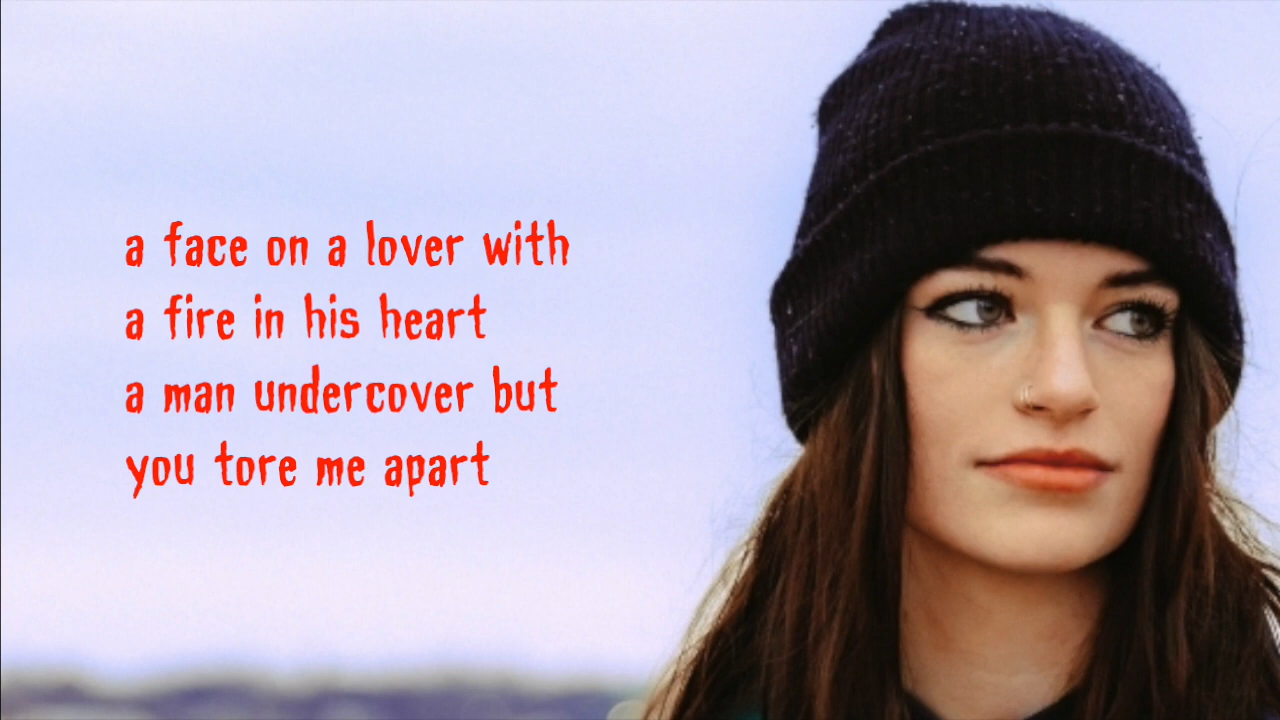 a face on a lover with
a fire in his heart
a man undercover but
you tore me apart